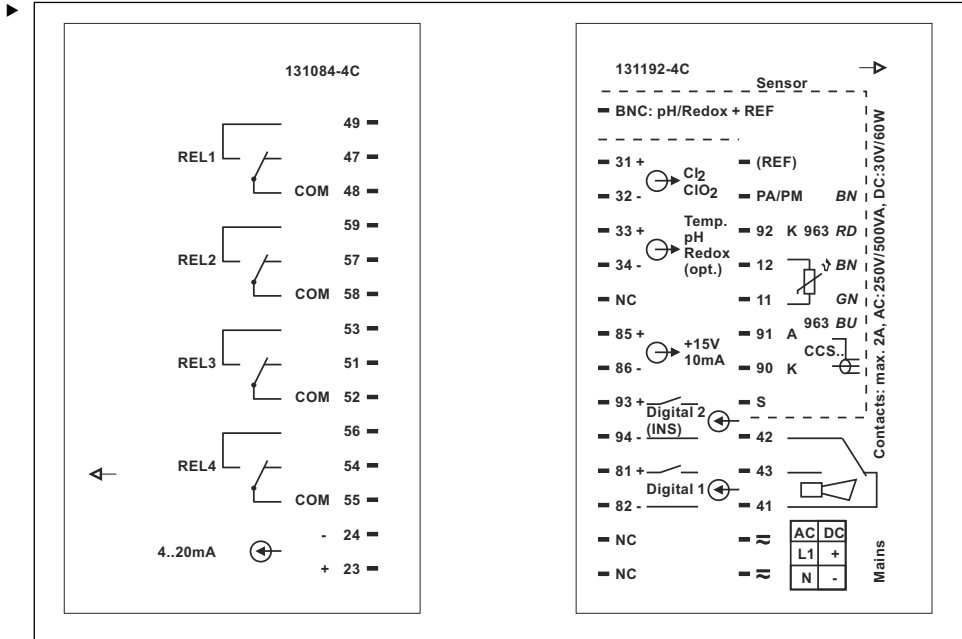 131084-4C
49
REL1 47
COM 48
59
REL2 57
COM 58
53
REL3 51
COM 52
56
REL4 54
COM 55
- 24
4..20mA
+ 23
131192-4C
Sensor
BNC: pH/Redox + REF
31 +
Cl2
ClO2
32 -
33 +
Temp.
pH
Redox
(opt.)
34 -
NC
85 +
+15V
10mA
86 -
93 +
Digital 2
(INS)
94 -
81 +
Digital 1
82 -
NC
NC
(REF)
PA/PM BN
92 K 963 RD
12 BN
11 GN
963 BU
91 A
CCS..
90 K
S
42
43
41
AC DC
L1 +
N -
Contacts: max. 2A, AC:250V/500VA, DC:30V/60W
Mains